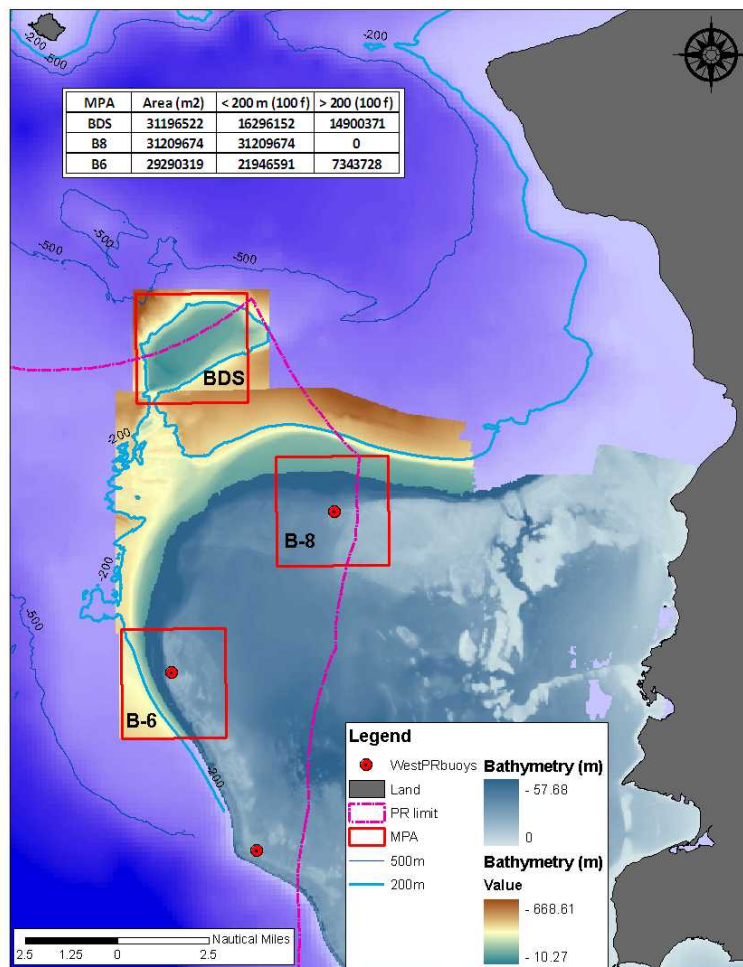 -200
-500
-200
MPA Area (m2) < 200 m (100 f) > 200 (100 f)
BDS 31196522 16296152 14900371
B8 31209674 31209674 0
B6 29290319 21946591 7343728
-500
-500
-500
BDS
-200
B-8
-200
-500
B-6
-200
Legend
WestPRbuoys
Land
PR limit
MPA
500m
200m
Bathymetry (m)
- 57.68
0
Bathymetry (m)
Value
- 668.61
- 10.27
Nautical Miles
2.5 1.25 0 2.5